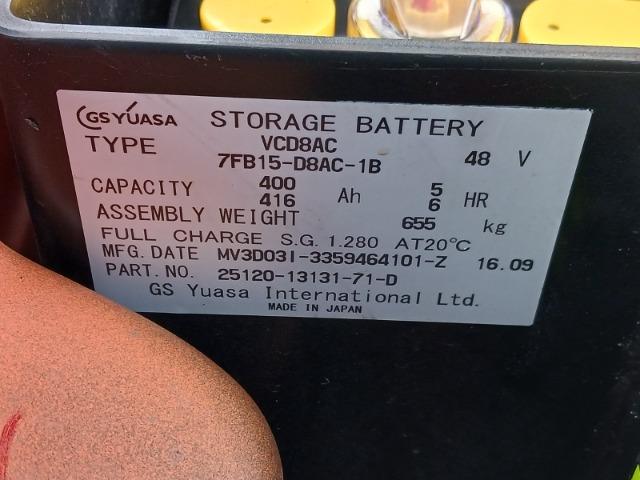 GS YUASA STORAGE BATTERY
TYPE VCD8AC
7FB15-D8AC-1B 48 V
CAPACITY 400 Ah 5 HR
416 6
ASSEMBLY WEIGHT 655 kg
FULL CHARGE S.G. 1.280 AT20℃
MFG. DATE MV3D03I-3359464101-Z 16.09
PART. NO. 25120-13131-71-D
GS Yuasa International Ltd.
MADE IN JAPAN